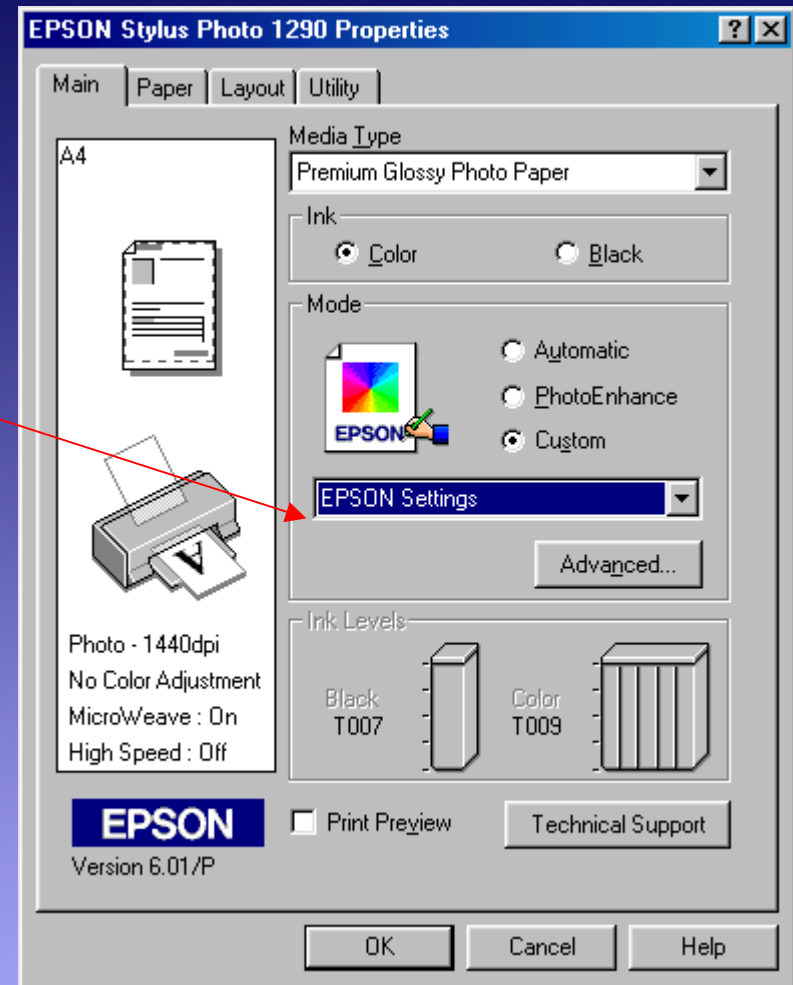 EPSON Stylus Photo 1290 Properties
Main Paper Layout Utility
A4
Media Type
Premium Glossy Photo Paper
Ink
Color Black
Mode
EPSON
Automatic
PhotoEnhance
Custom
EPSON Settings
Advanced...
A
Photo - 1440dpi
No Color Adjustment
MicroWeave : On
High Speed : Off
Ink Levels
Black
T007
Color
T009
EPSON
Version 6.01/P
Print Preview
Technical Support
OK Cancel Help